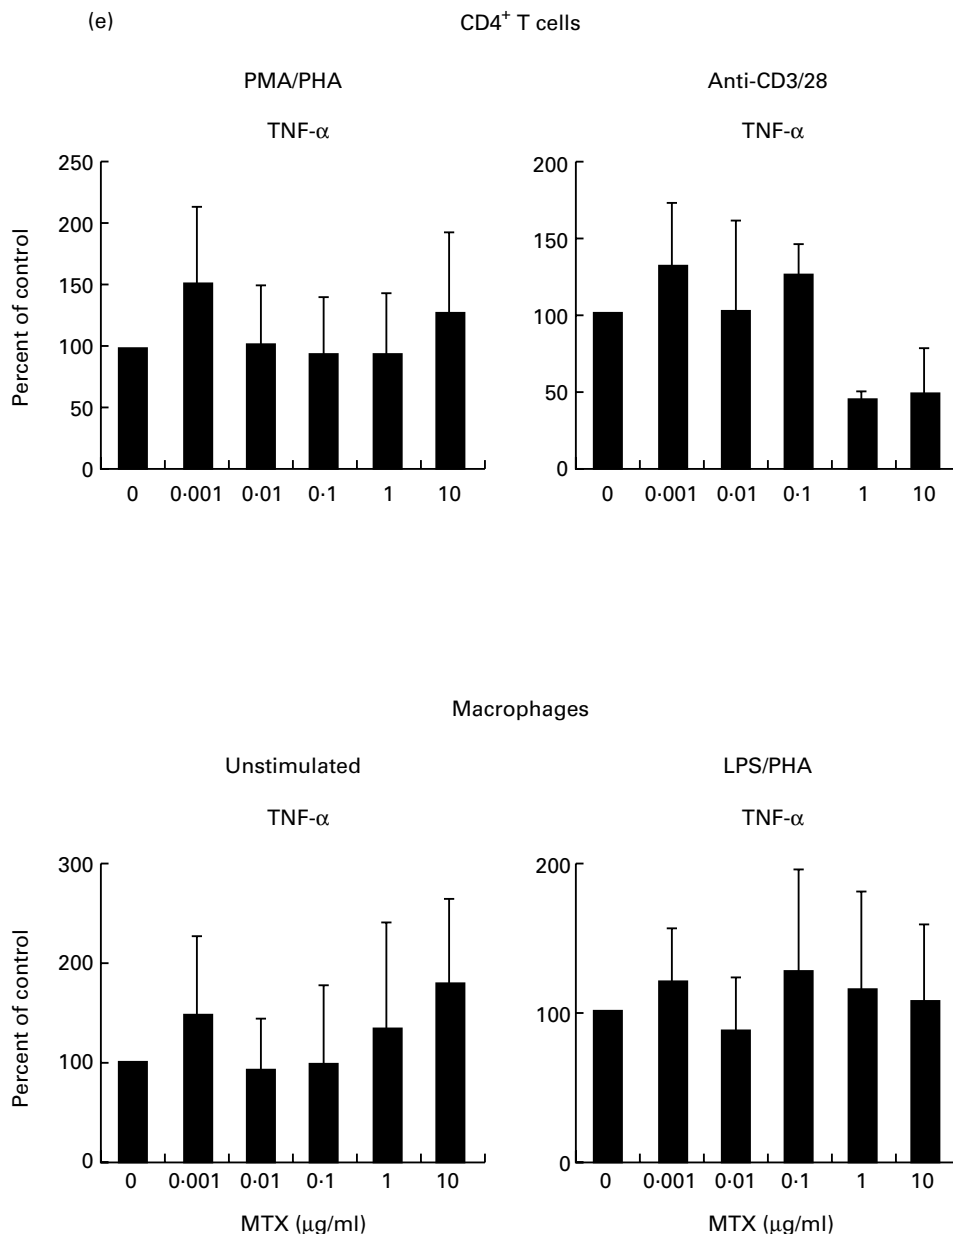 (e)
CD4+ T cells
PMA/PHA
Anti-CD3/28
TNF-α
TNF-α
Percent of control
250
200
150
100
50
0
0 0·001 0·01 0·1 1 10
200
150
100
50
0
0 0·001 0·01 0·1 1 10
Macrophages
Unstimulated
LPS/PHA
TNF-α
TNF-α
Percent of control
300
200
100
0
0 0·001 0·01 0·1 1 10
MTX (μg/ml)
200
100
0
0 0·001 0·01 0·1 1 10
MTX (μg/ml)